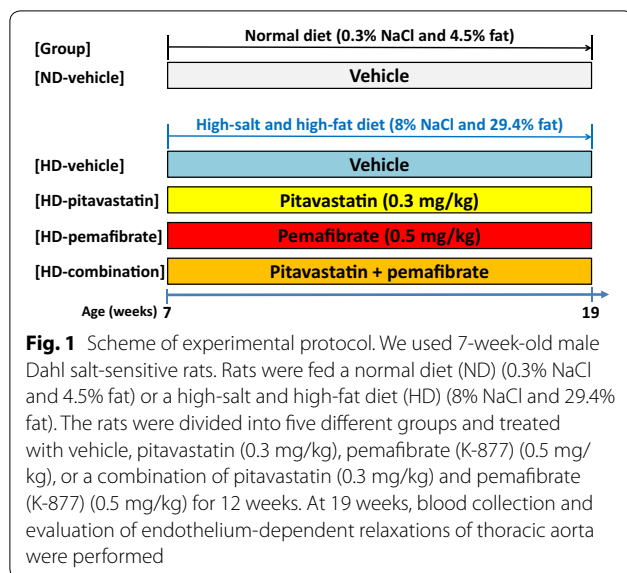 [Group] Normal diet (0.3% NaCl and 4.5% fat)
[ND-vehicle] Vehicle
High-salt and high-fat diet (8% NaCl and 29.4% fat)
[HD-vehicle] Vehicle
[HD-pitavastatin] Pitavastatin (0.3 mg/kg)
[HD-pemafibrate] Pemafibrate (0.5 mg/kg)
[HD-combination] Pitavastatin + pemafibrate
Age (weeks) 7 19
Fig. 1 Scheme of experimental protocol. We used 7-week-old male
Dahl salt-sensitive rats. Rats were fed a normal diet (ND) (0.3% NaCl
and 4.5% fat) or a high-salt and high-fat diet (HD) (8% NaCl and 29.4%
fat). The rats were divided into five different groups and treated
with vehicle, pitavastatin (0.3 mg/kg), pemafibrate (K-877) (0.5 mg/
kg), or a combination of pitavastatin (0.3 mg/kg) and pemafibrate
(K-877) (0.5 mg/kg) for 12 weeks. At 19 weeks, blood collection and
evaluation of endothelium-dependent relaxations of thoracic aorta
were performed